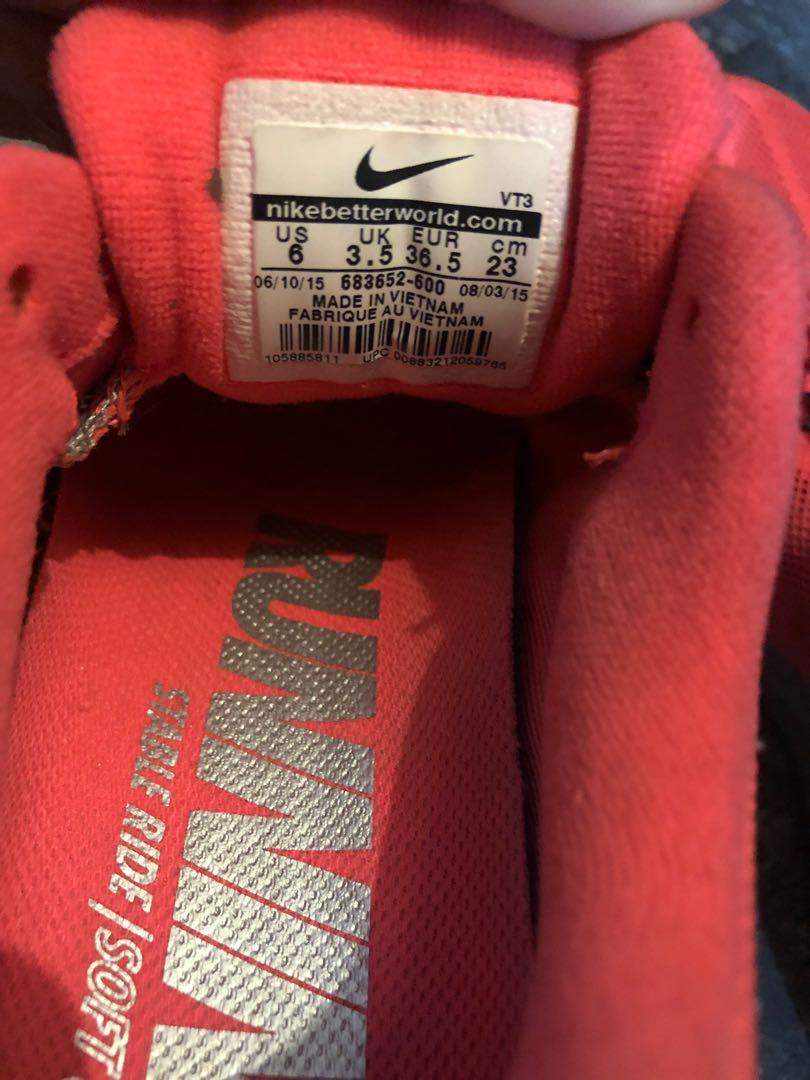 VT3
nikebetterworld.com
US UK EUR cm
6 3.5 36.5 23
06/10/15 683652-600 08/03/15
MADE IN VIETNAM
FABRIQUE AU VIETNAM
105885811 UPC 00883212059765
RUNNIN
STABLE RIDE | SOFT